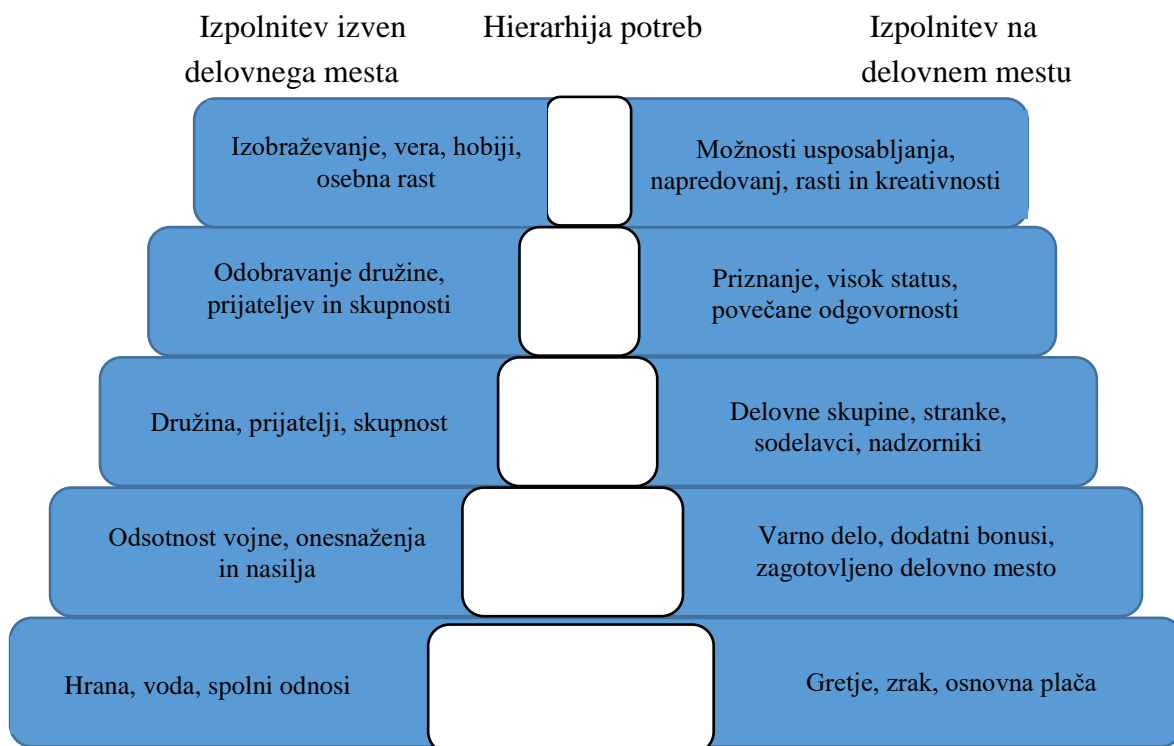 Izpolnitev izven
delovnega mesta
Hierarhija potreb
Izpolnitev na
delovnem mestu
Izobraževanje, vera, hobiji,
osebna rast
Možnosti usposabljanja,
napredovanj, rasti in kreativnosti
Odobravanje družine,
prijateljev in skupnosti
Priznanje, visok status,
povečane odgovornosti
Družina, prijatelji, skupnost
Delovne skupine, stranke,
sodelavci, nadzorniki
Odsotnost vojne, onesnaženja
in nasilja
Varno delo, dodatni bonusi,
zagotovljeno delovno mesto
Hrana, voda, spolni odnosi
Gretje, zrak, osnovna plača